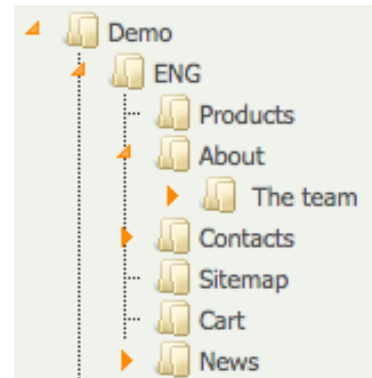 Demo
ENG
Products
About
The team
Contacts
Sitemap
Cart
News